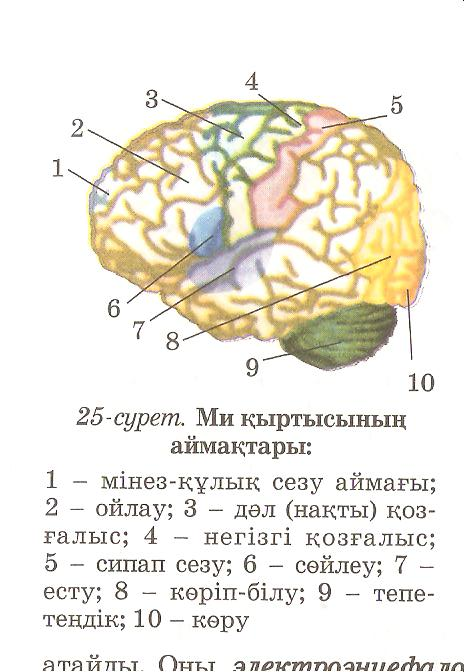 4
3
5
2
1
6
7
8
9
10
25-сурет. Ми қыртысының
аймақтары:
1 – мінез-құлық сезу аймағы;
2 – ойлау; 3 – дәл (нақты) қоз-
ғалыс; 4 – негізгі қозғалыс;
5 – сипап сезу; 6 – сөйлеу; 7 –
есту; 8 – көріп-білу; 9 – тепе-
теңдік; 10 – көру
атайды. Оны электроэнцефало